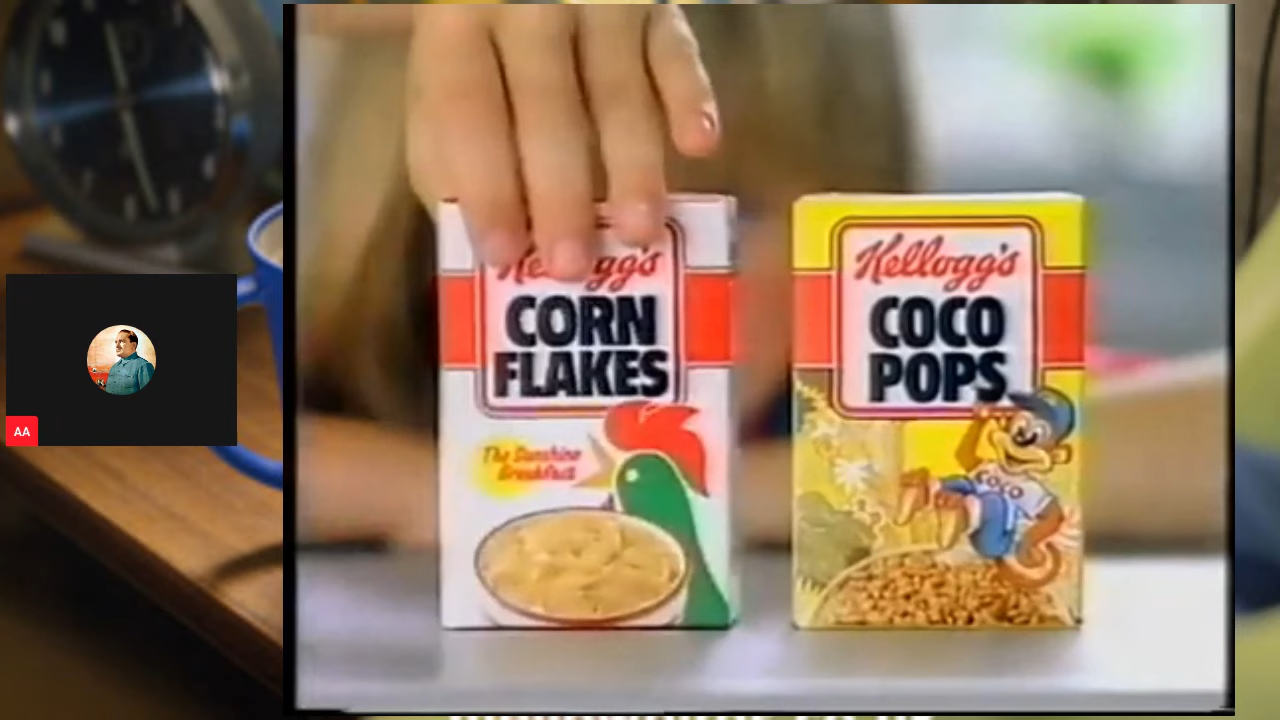 Kellogg's
CORN
FLAKES
The Sunshine
Breakfast
Kellogg's
COCO
POPS
COCO
AA